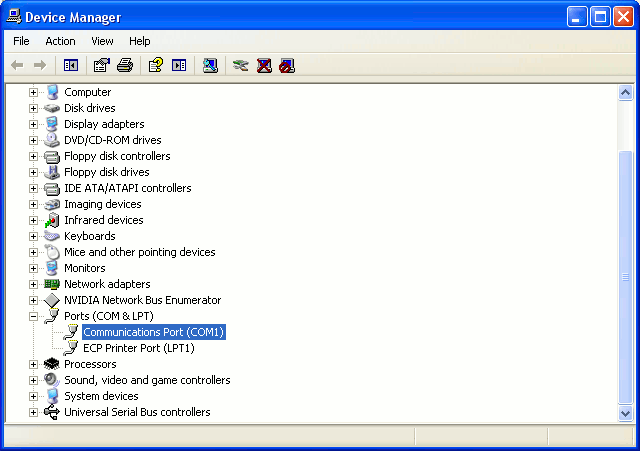 Device Manager
File Action View Help
Computer
Disk drives
Display adapters
DVD/CD-ROM drives
Floppy disk controllers
Floppy disk drives
IDE ATA/ATAPI controllers
Imaging devices
Infrared devices
Keyboards
Mice and other pointing devices
Monitors
Network adapters
NVIDIA Network Bus Enumerator
Ports (COM & LPT)
Communications Port (COM1)
ECP Printer Port (LPT1)
Processors
Sound, video and game controllers
System devices
Universal Serial Bus controllers